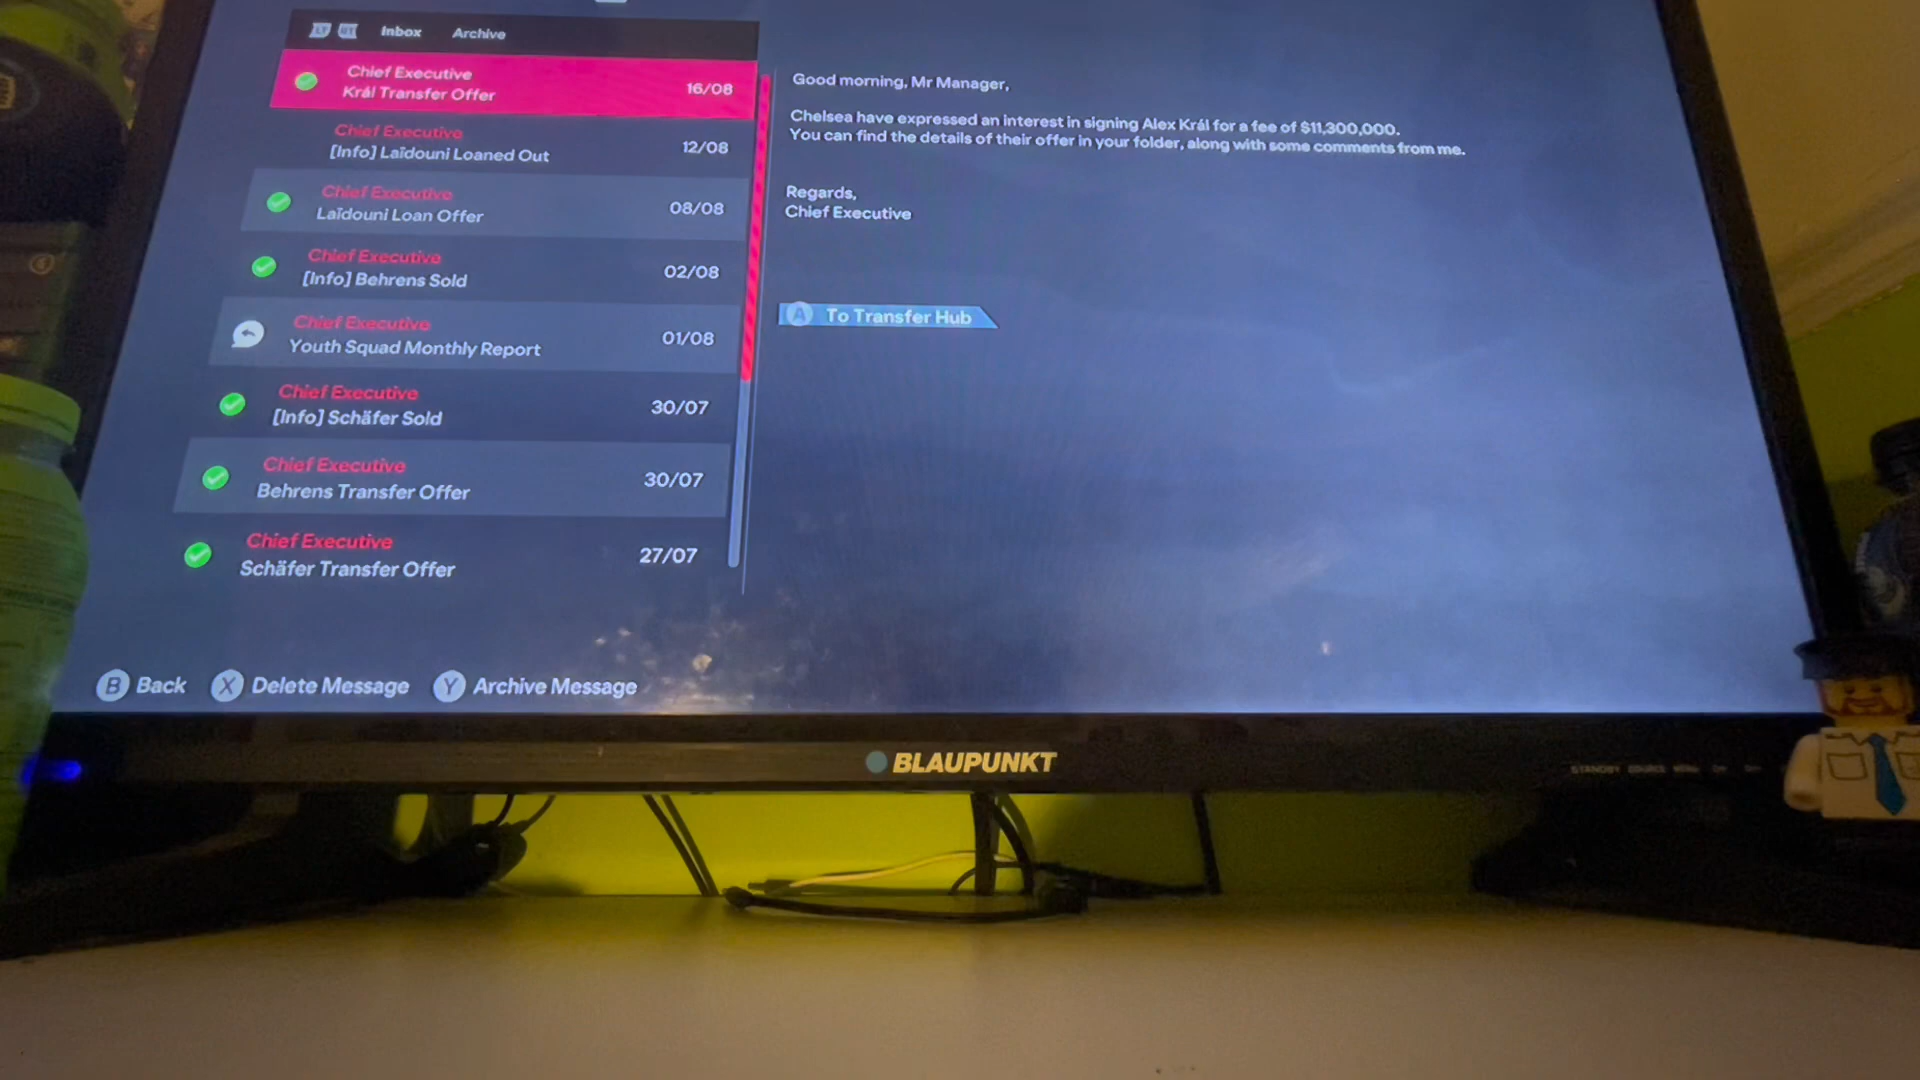 Inbox Archive
Chief Executive
Král Transfer Offer
16/08
Chief Executive
[Info] Laïdouni Loaned Out
12/08
Chief Executive
Laïdouni Loan Offer
08/08
Chief Executive
[Info] Behrens Sold
02/08
Chief Executive
Youth Squad Monthly Report
01/08
Chief Executive
[Info] Schäfer Sold
30/07
Chief Executive
Behrens Transfer Offer
30/07
Chief Executive
Schäfer Transfer Offer
27/07
Good morning, Mr Manager,
Chelsea have expressed an interest in signing Alex Král for a fee of $11,300,000.
You can find the details of their offer in your folder, along with some comments from me.
Regards,
Chief Executive
A To Transfer Hub
B Back X Delete Message Y Archive Message
BLAUPUNKT
STANDBY SOURCE MENU